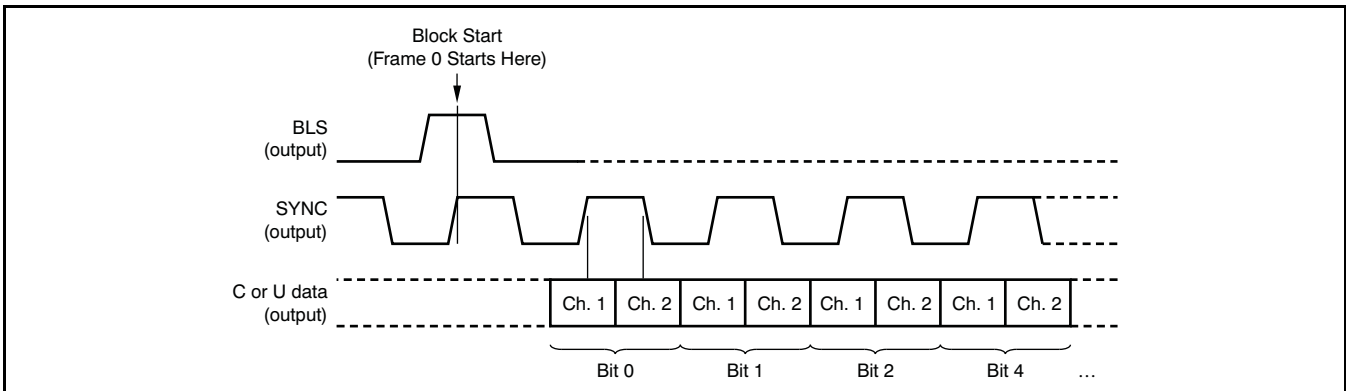 Block Start
(Frame 0 Starts Here)
BLS
(output)
SYNC
(output)
C or U data
(output)
Ch. 1 Ch. 2 Ch. 1 Ch. 2 Ch. 1 Ch. 2 Ch. 1 Ch. 2
Bit 0 Bit 1 Bit 2 Bit 4 ...